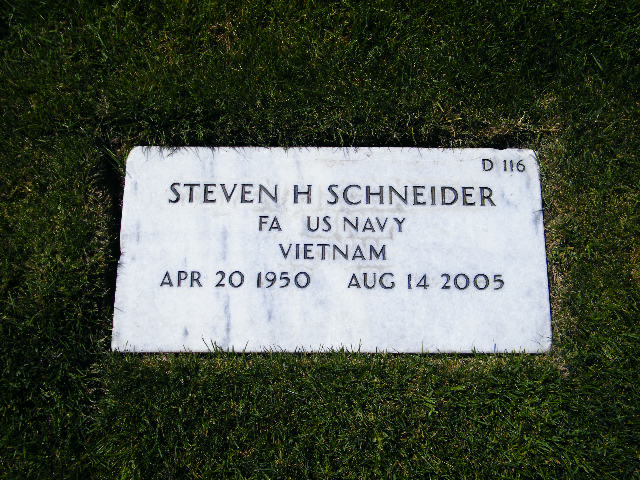 D 116
STEVEN H SCHNEIDER
FA US NAVY
VIETNAM
APR 20 1950 AUG 14 2005